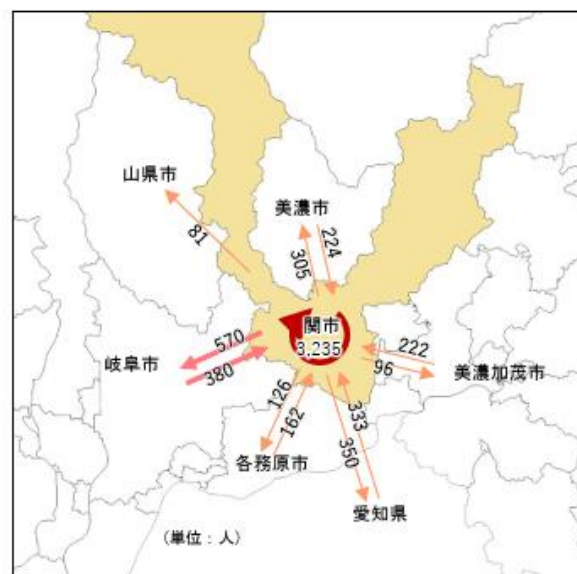 山県市
81
美濃市
305
224
関市
3,235
570
380
岐阜市
222
96
美濃加茂市
126
162
各務原市
333
350
愛知県
(単位：人)